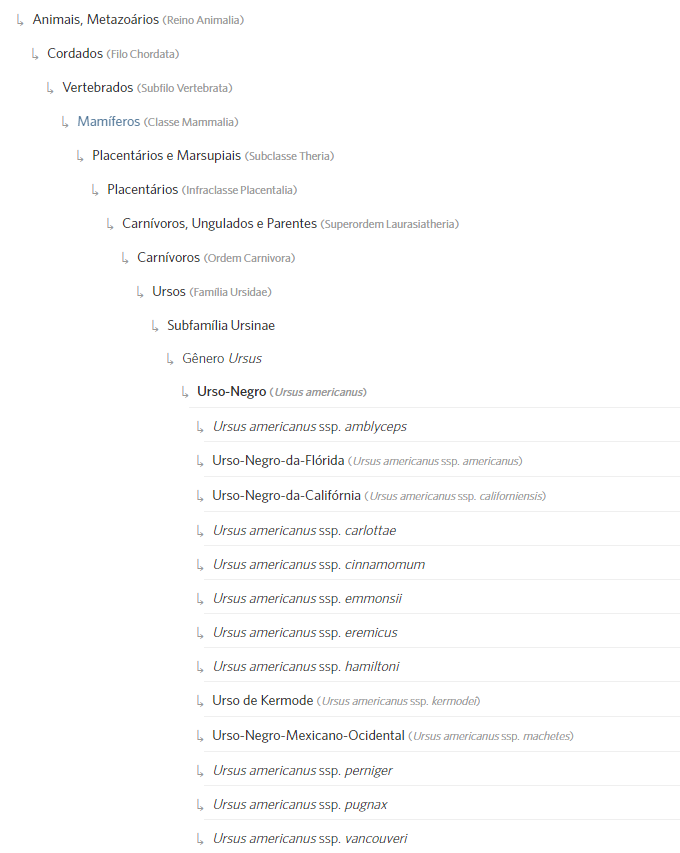 Animais, Metazoários (Reino Animalia)
Cordados (Filo Chordata)
Vertebrados (Subfilo Vertebrata)
Mamíferos (Classe Mammalia)
Placentários e Marsupiais (Subclasse Theria)
Placentários (Infraclasse Placentalia)
Carnívoros, Ungulados e Parentes (Superordem Laurasiatheria)
Carnívoros (Ordem Carnivora)
Ursos (Família Ursidae)
Subfamília Ursinae
Gênero Ursus
Urso-Negro (Ursus americanus)
Ursus americanus ssp. amblyceps
Urso-Negro-da-Flórida (Ursus americanus ssp. americanus)
Urso-Negro-da-Califórnia (Ursus americanus ssp. californiensis)
Ursus americanus ssp. carlottae
Ursus americanus ssp. cinnamomum
Ursus americanus ssp. emmonsii
Ursus americanus ssp. eremicus
Ursus americanus ssp. hamiltoni
Urso de Kermode (Ursus americanus ssp. kermodei)
Urso-Negro-Mexicano-Ocidental (Ursus americanus ssp. machetes)
Ursus americanus ssp. perniger
Ursus americanus ssp. pugnax
Ursus americanus ssp. vancouveri